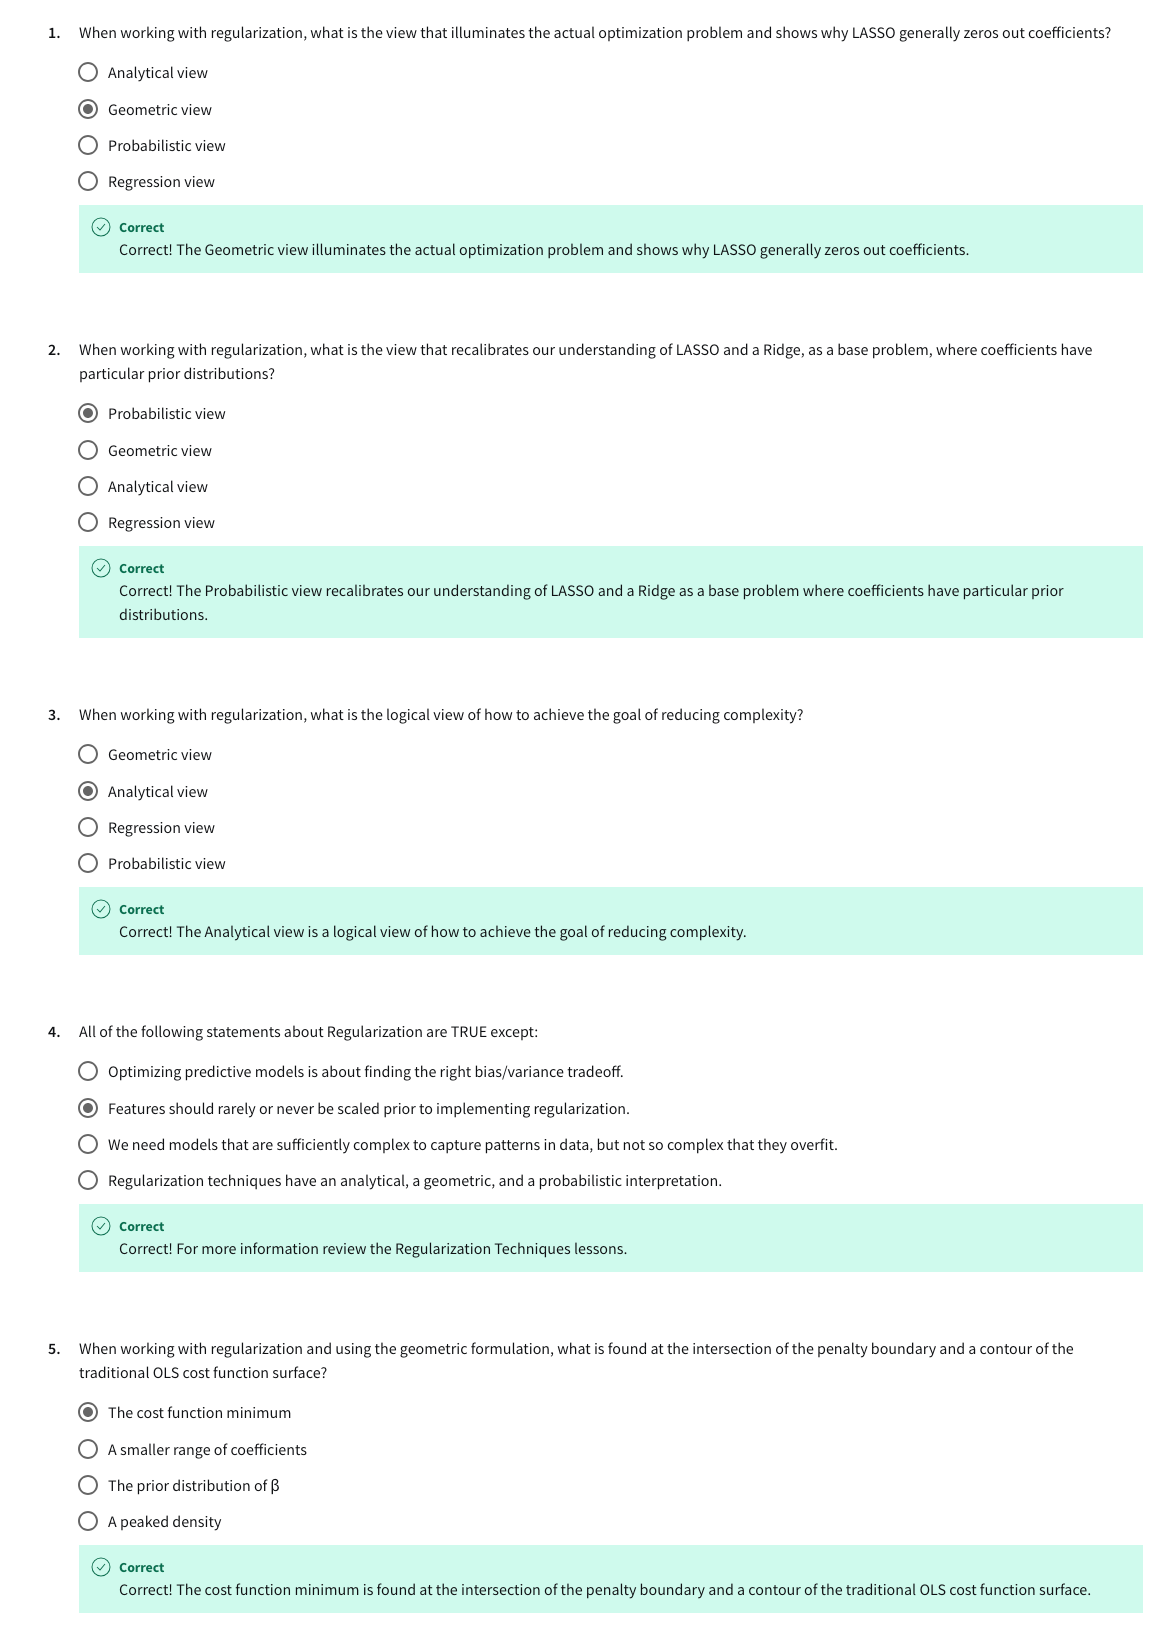 1. When working with regularization, what is the view that illuminates the actual optimization problem and shows why LASSO generally zeros out coefficients?
Analytical view
Geometric view
Probabilistic view
Regression view
Correct
Correct! The Geometric view illuminates the actual optimization problem and shows why LASSO generally zeros out coefficients.
2. When working with regularization, what is the view that recalibrates our understanding of LASSO and a Ridge, as a base problem, where coefficients have
particular prior distributions?
Probabilistic view
Geometric view
Analytical view
Regression view
Correct
Correct! The Probabilistic view recalibrates our understanding of LASSO and a Ridge as a base problem where coefficients have particular prior
distributions.
3. When working with regularization, what is the logical view of how to achieve the goal of reducing complexity?
Geometric view
Analytical view
Regression view
Probabilistic view
Correct
Correct! The Analytical view is a logical view of how to achieve the goal of reducing complexity.
4. All of the following statements about Regularization are TRUE except:
Optimizing predictive models is about finding the right bias/variance tradeoff.
Features should rarely or never be scaled prior to implementing regularization.
We need models that are sufficiently complex to capture patterns in data, but not so complex that they overfit.
Regularization techniques have an analytical, a geometric, and a probabilistic interpretation.
Correct
Correct! For more information review the Regularization Techniques lessons.
5. When working with regularization and using the geometric formulation, what is found at the intersection of the penalty boundary and a contour of the
traditional OLS cost function surface?
The cost function minimum
A smaller range of coefficients
The prior distribution of β
A peaked density
Correct
Correct! The cost function minimum is found at the intersection of the penalty boundary and a contour of the traditional OLS cost function surface.